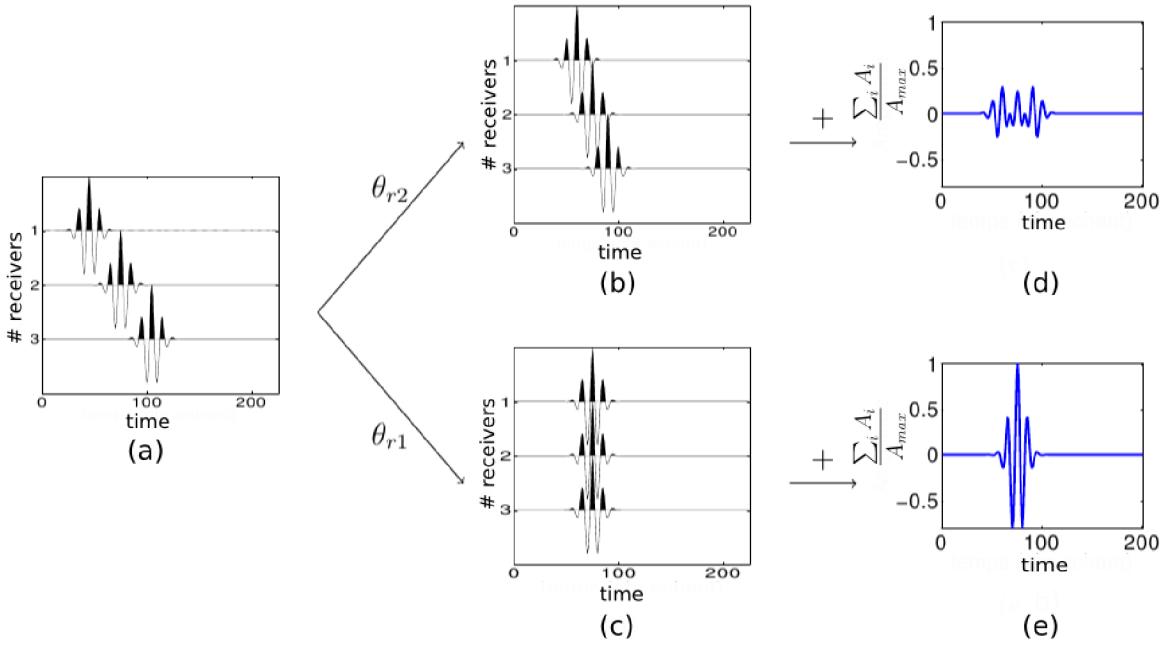 # receivers
1
2
3
0 100 200
time
(a)
θr2
θr1
# receivers
1
2
3
0 100 200
time
(b)
# receivers
1
2
3
0 100 200
time
(c)
+
∑i Ai
Amax
1
0.5
0
−0.5
0 100 200
time
(d)
+
∑i Ai
Amax
1
0.5
0
−0.5
0 100 200
time
(e)